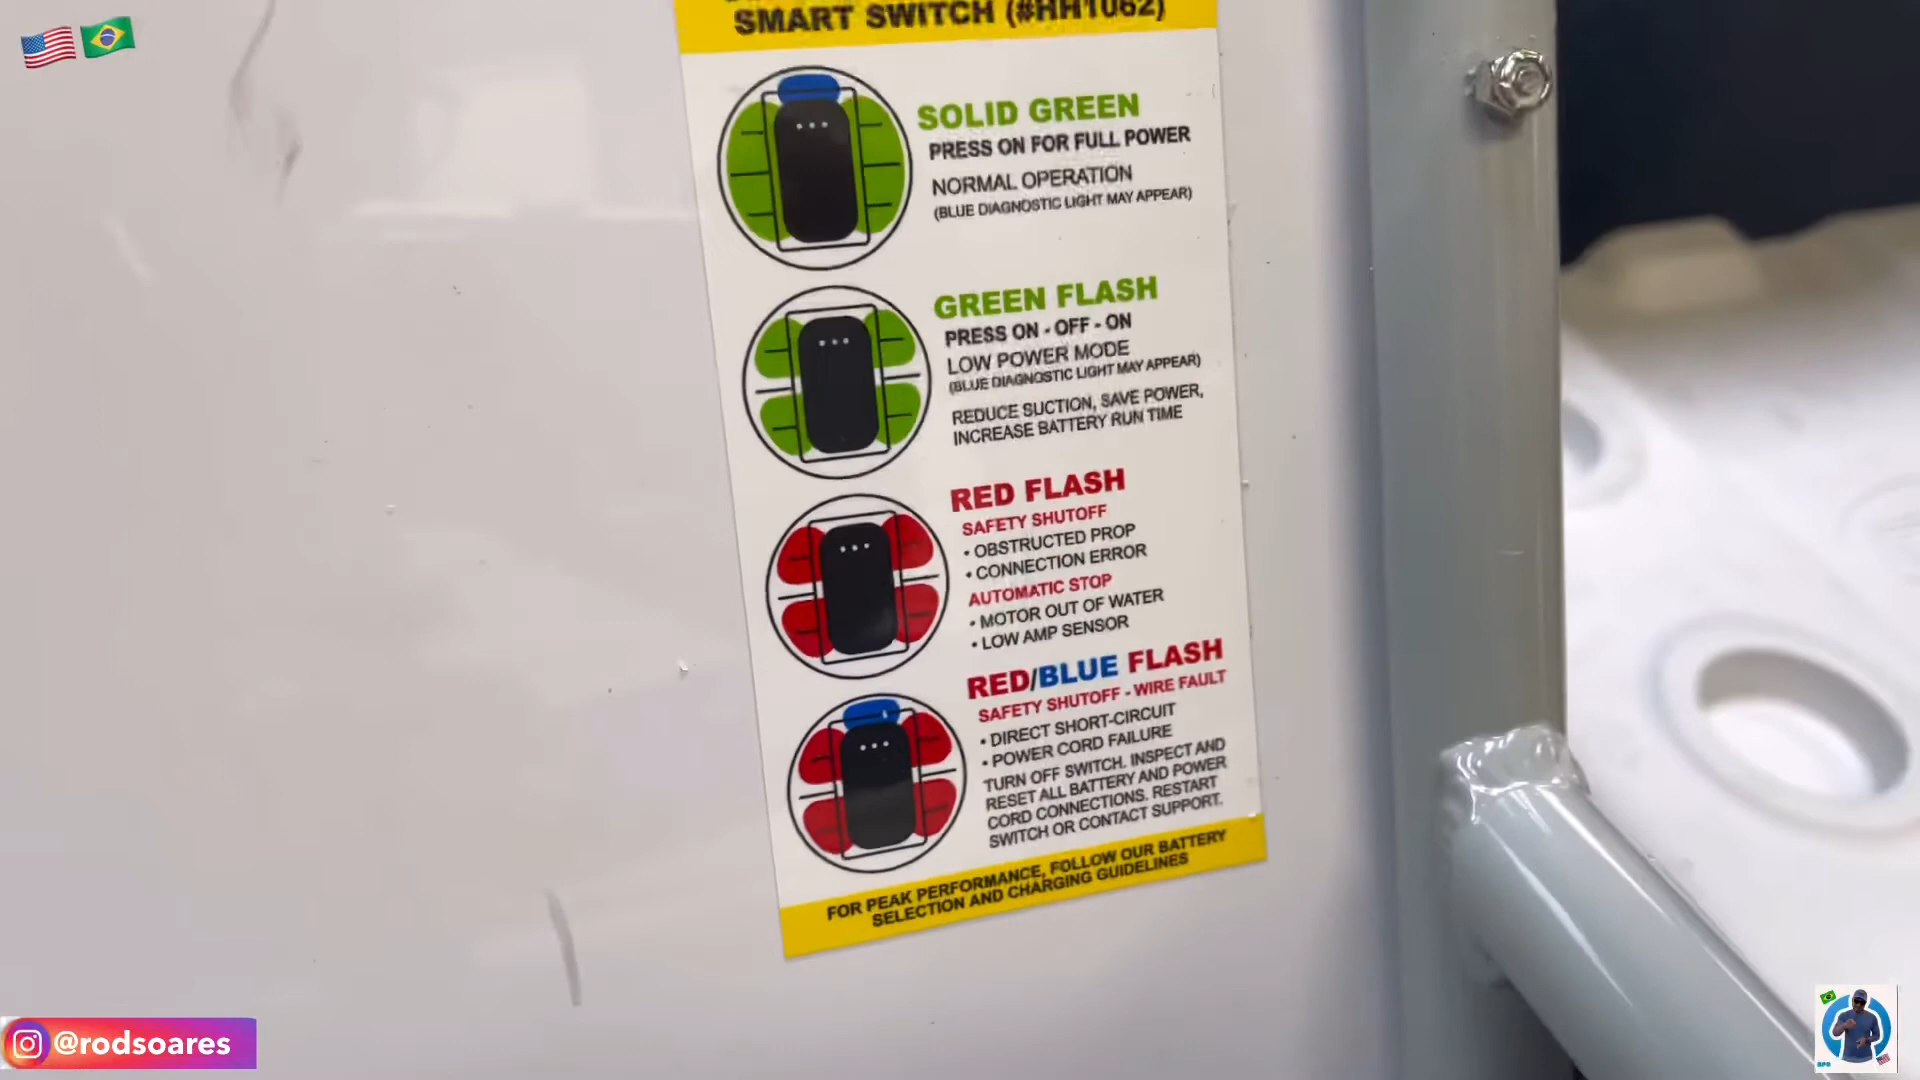 SMART SWITCH (#HH1062)
SOLID GREEN
PRESS ON FOR FULL POWER
NORMAL OPERATION
(BLUE DIAGNOSTIC LIGHT MAY APPEAR)
GREEN FLASH
PRESS ON - OFF - ON
LOW POWER MODE
(BLUE DIAGNOSTIC LIGHT MAY APPEAR)
REDUCE SUCTION, SAVE POWER,
INCREASE BATTERY RUN TIME
RED FLASH
SAFETY SHUTOFF
• OBSTRUCTED PROP
• CONNECTION ERROR
AUTOMATIC STOP
• MOTOR OUT OF WATER
• LOW AMP SENSOR
RED/BLUE FLASH
SAFETY SHUTOFF - WIRE FAULT
• DIRECT SHORT-CIRCUIT
• POWER CORD FAILURE
TURN OFF SWITCH. INSPECT AND
RESET ALL BATTERY AND POWER
CORD CONNECTIONS. RESTART
SWITCH OR CONTACT SUPPORT.
FOR PEAK PERFORMANCE, FOLLOW OUR BATTERY
SELECTION AND CHARGING GUIDELINES
@rodsoares